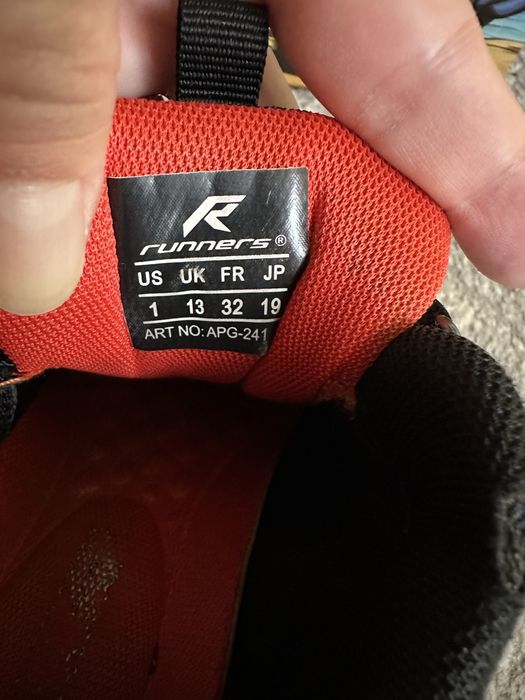 runners®
US UK FR JP
1 13 32 19
ART NO: APG-241